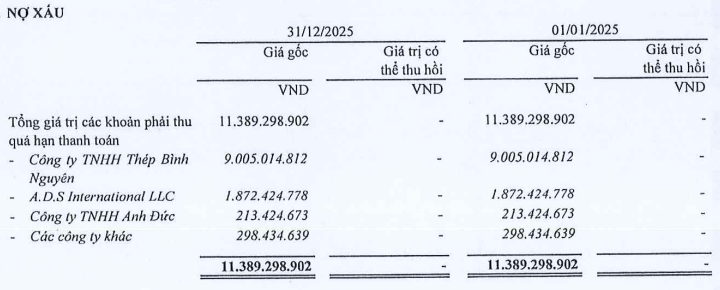 NỢ XẤU
31/12/2025 01/01/2025
Giá gốc Giá trị có thể thu hồi Giá gốc Giá trị có thể thu hồi
VND VND VND VND
Tổng giá trị các khoản phải thu quá hạn thanh toán 11.389.298.902 - 11.389.298.902 -
- Công ty TNHH Thép Bình Nguyên 9.005.014.812 - 9.005.014.812 -
- A.D.S International LLC 1.872.424.778 - 1.872.424.778 -
- Công ty TNHH Anh Đức 213.424.673 - 213.424.673 -
- Các công ty khác 298.434.639 - 298.434.639 -
11.389.298.902 - 11.389.298.902 -